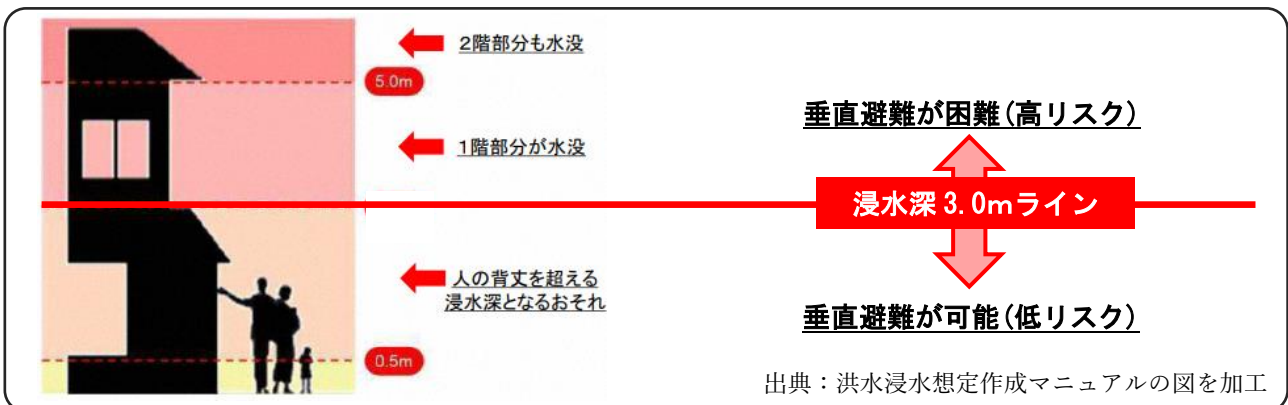 2階部分も水没
5.0m
1階部分が水没
人の背丈を超える
浸水深となるおそれ
0.5m
垂直避難が困難(高リスク)
浸水深 3.0mライン
垂直避難が可能(低リスク)
出典：洪水浸水想定作成マニュアルの図を加工